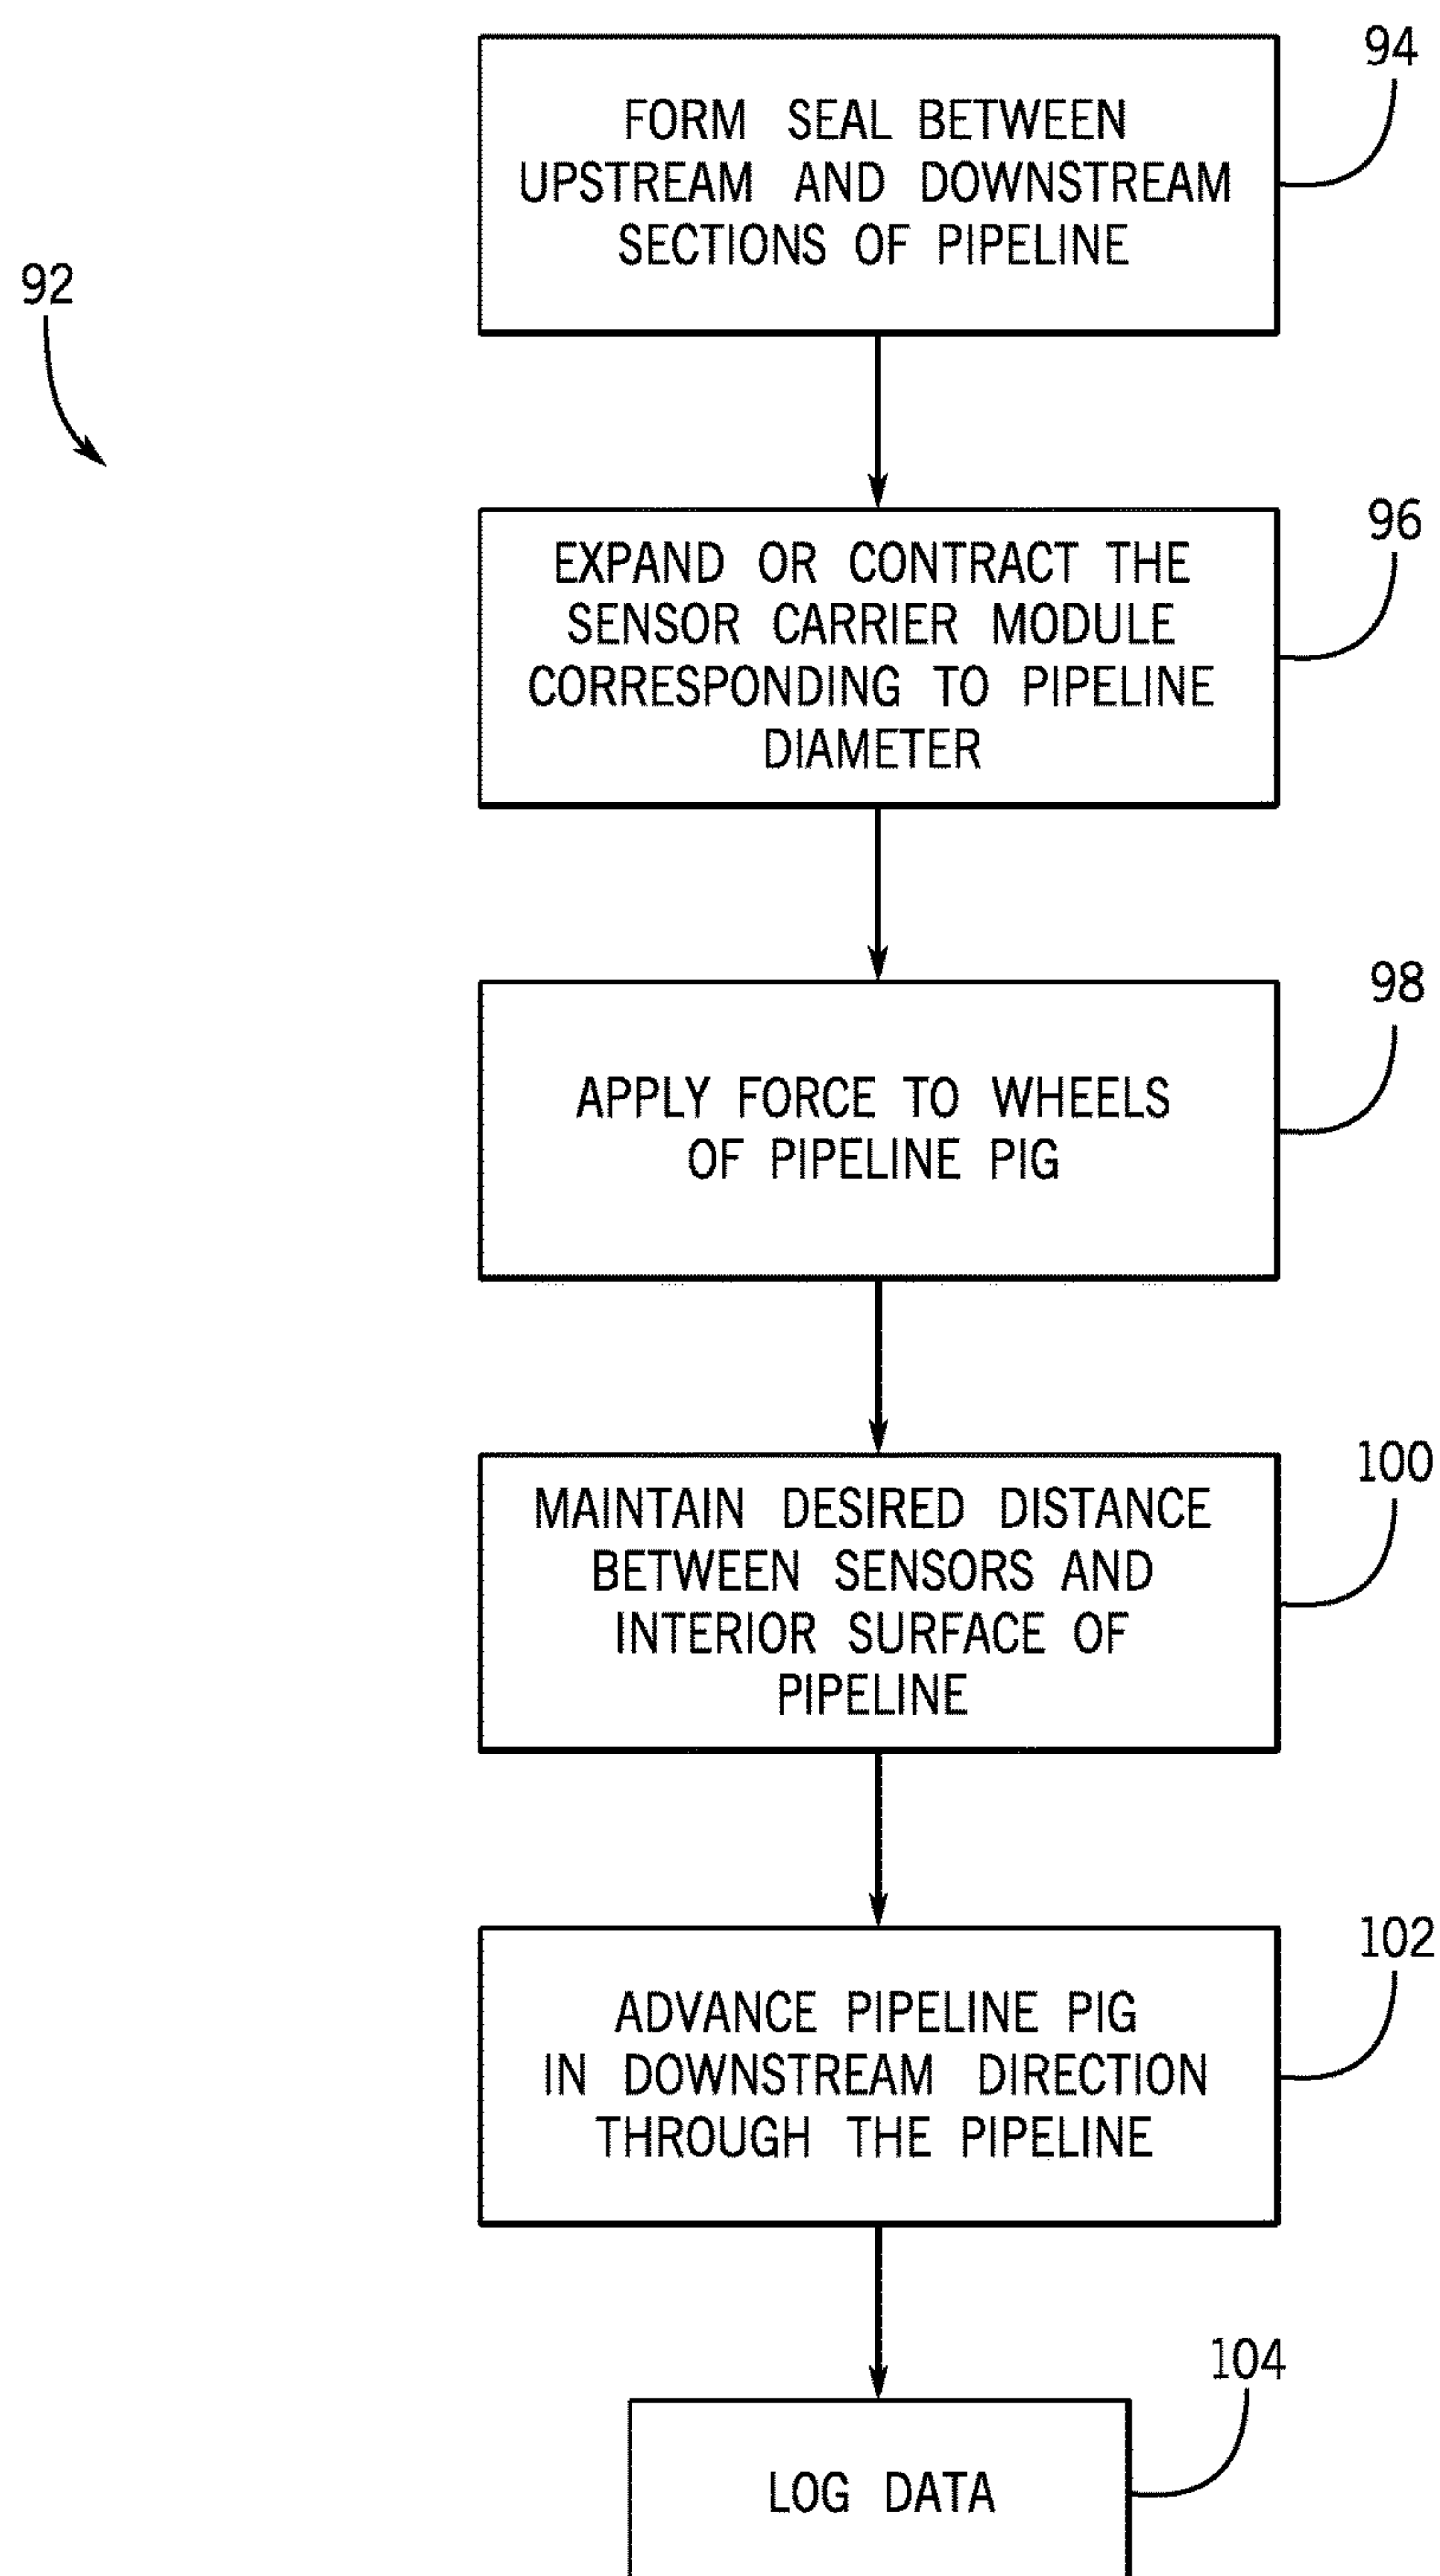 94
FORM SEAL BETWEEN
UPSTREAM AND DOWNSTREAM
SECTIONS OF PIPELINE
92
96
EXPAND OR CONTRACT THE
SENSOR CARRIER MODULE
CORRESPONDING TO PIPELINE
DIAMETER
98
APPLY FORCE TO WHEELS
OF PIPELINE PIG
100
MAINTAIN DESIRED DISTANCE
BETWEEN SENSORS AND
INTERIOR SURFACE OF
PIPELINE
102
ADVANCE PIPELINE PIG
IN DOWNSTREAM DIRECTION
THROUGH THE PIPELINE
104
LOG DATA